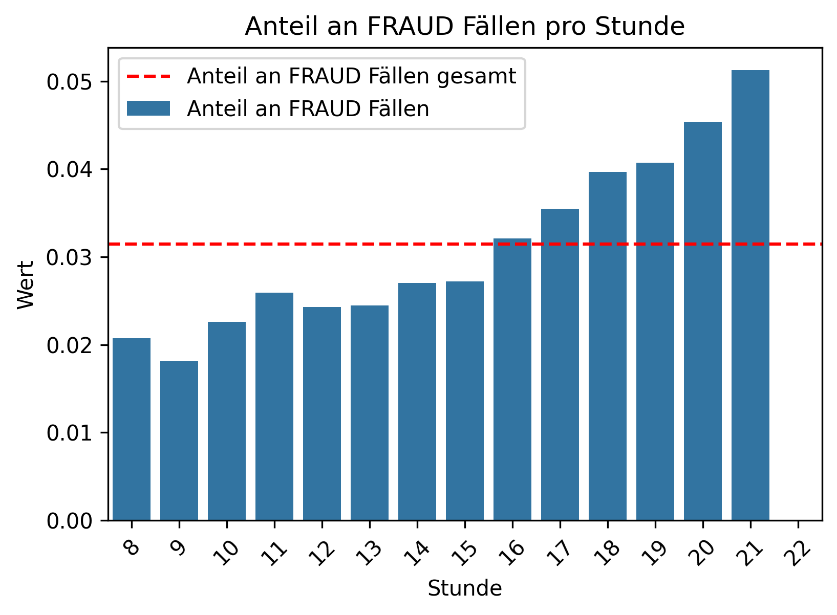 Anteil an FRAUD Fällen pro Stunde
Anteil an FRAUD Fällen gesamt
Anteil an FRAUD Fällen
0.05
0.04
0.03
0.02
0.01
0.00
Wert
8 9 10 11 12 13 14 15 16 17 18 19 20 21 22
Stunde